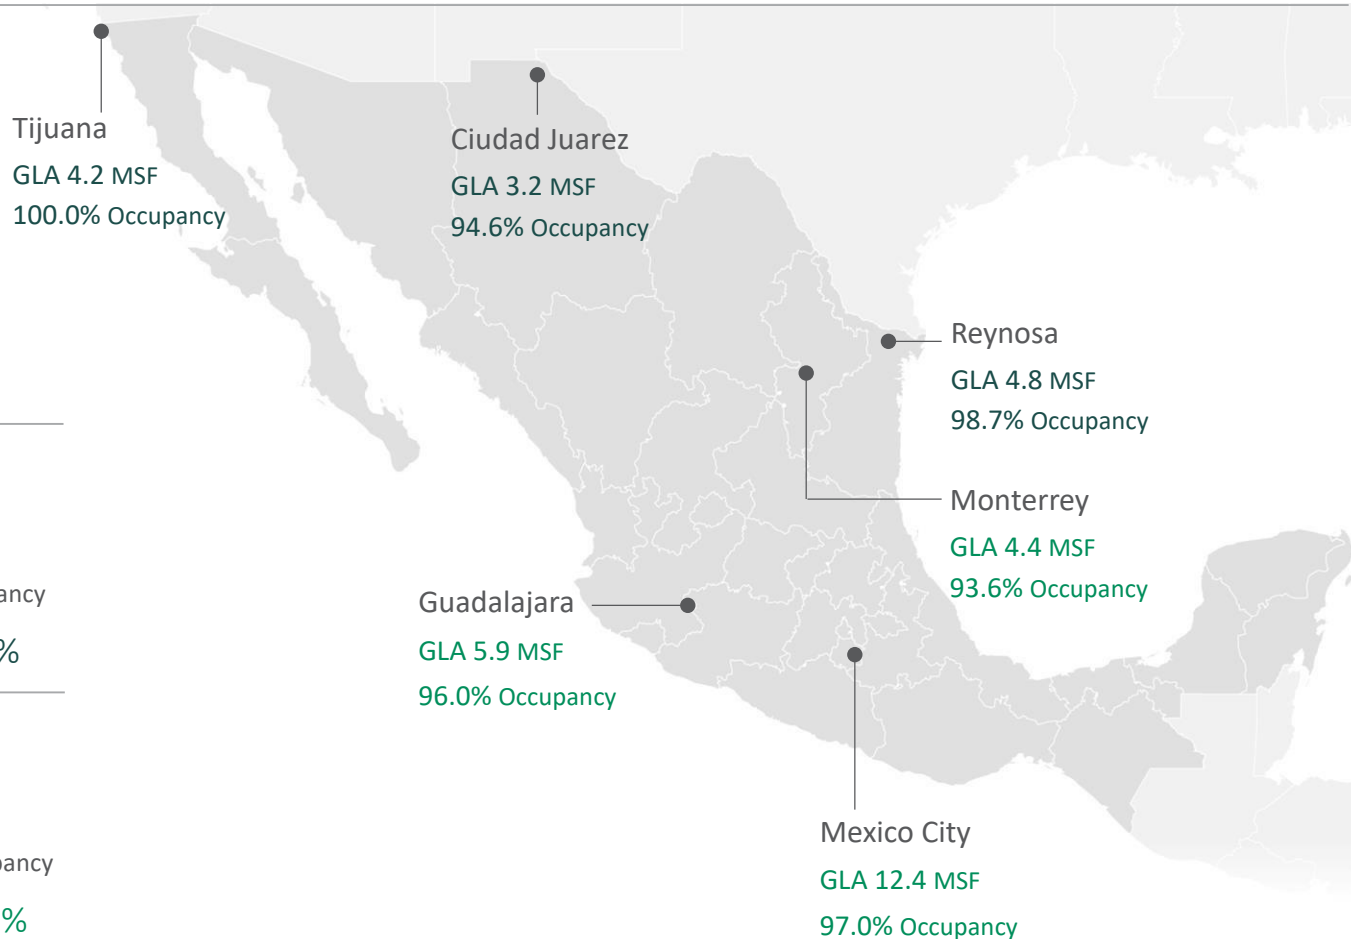 Tijuana
GLA 4.2 MSF
100.0% Occupancy
Ciudad Juarez
GLA 3.2 MSF
94.6% Occupancy
Reynosa
GLA 4.8 MSF
98.7% Occupancy
Monterrey
GLA 4.4 MSF
93.6% Occupancy
Guadalajara
GLA 5.9 MSF
96.0% Occupancy
Mexico City
GLA 12.4 MSF
97.0% Occupancy
ancy
%
pancy
%